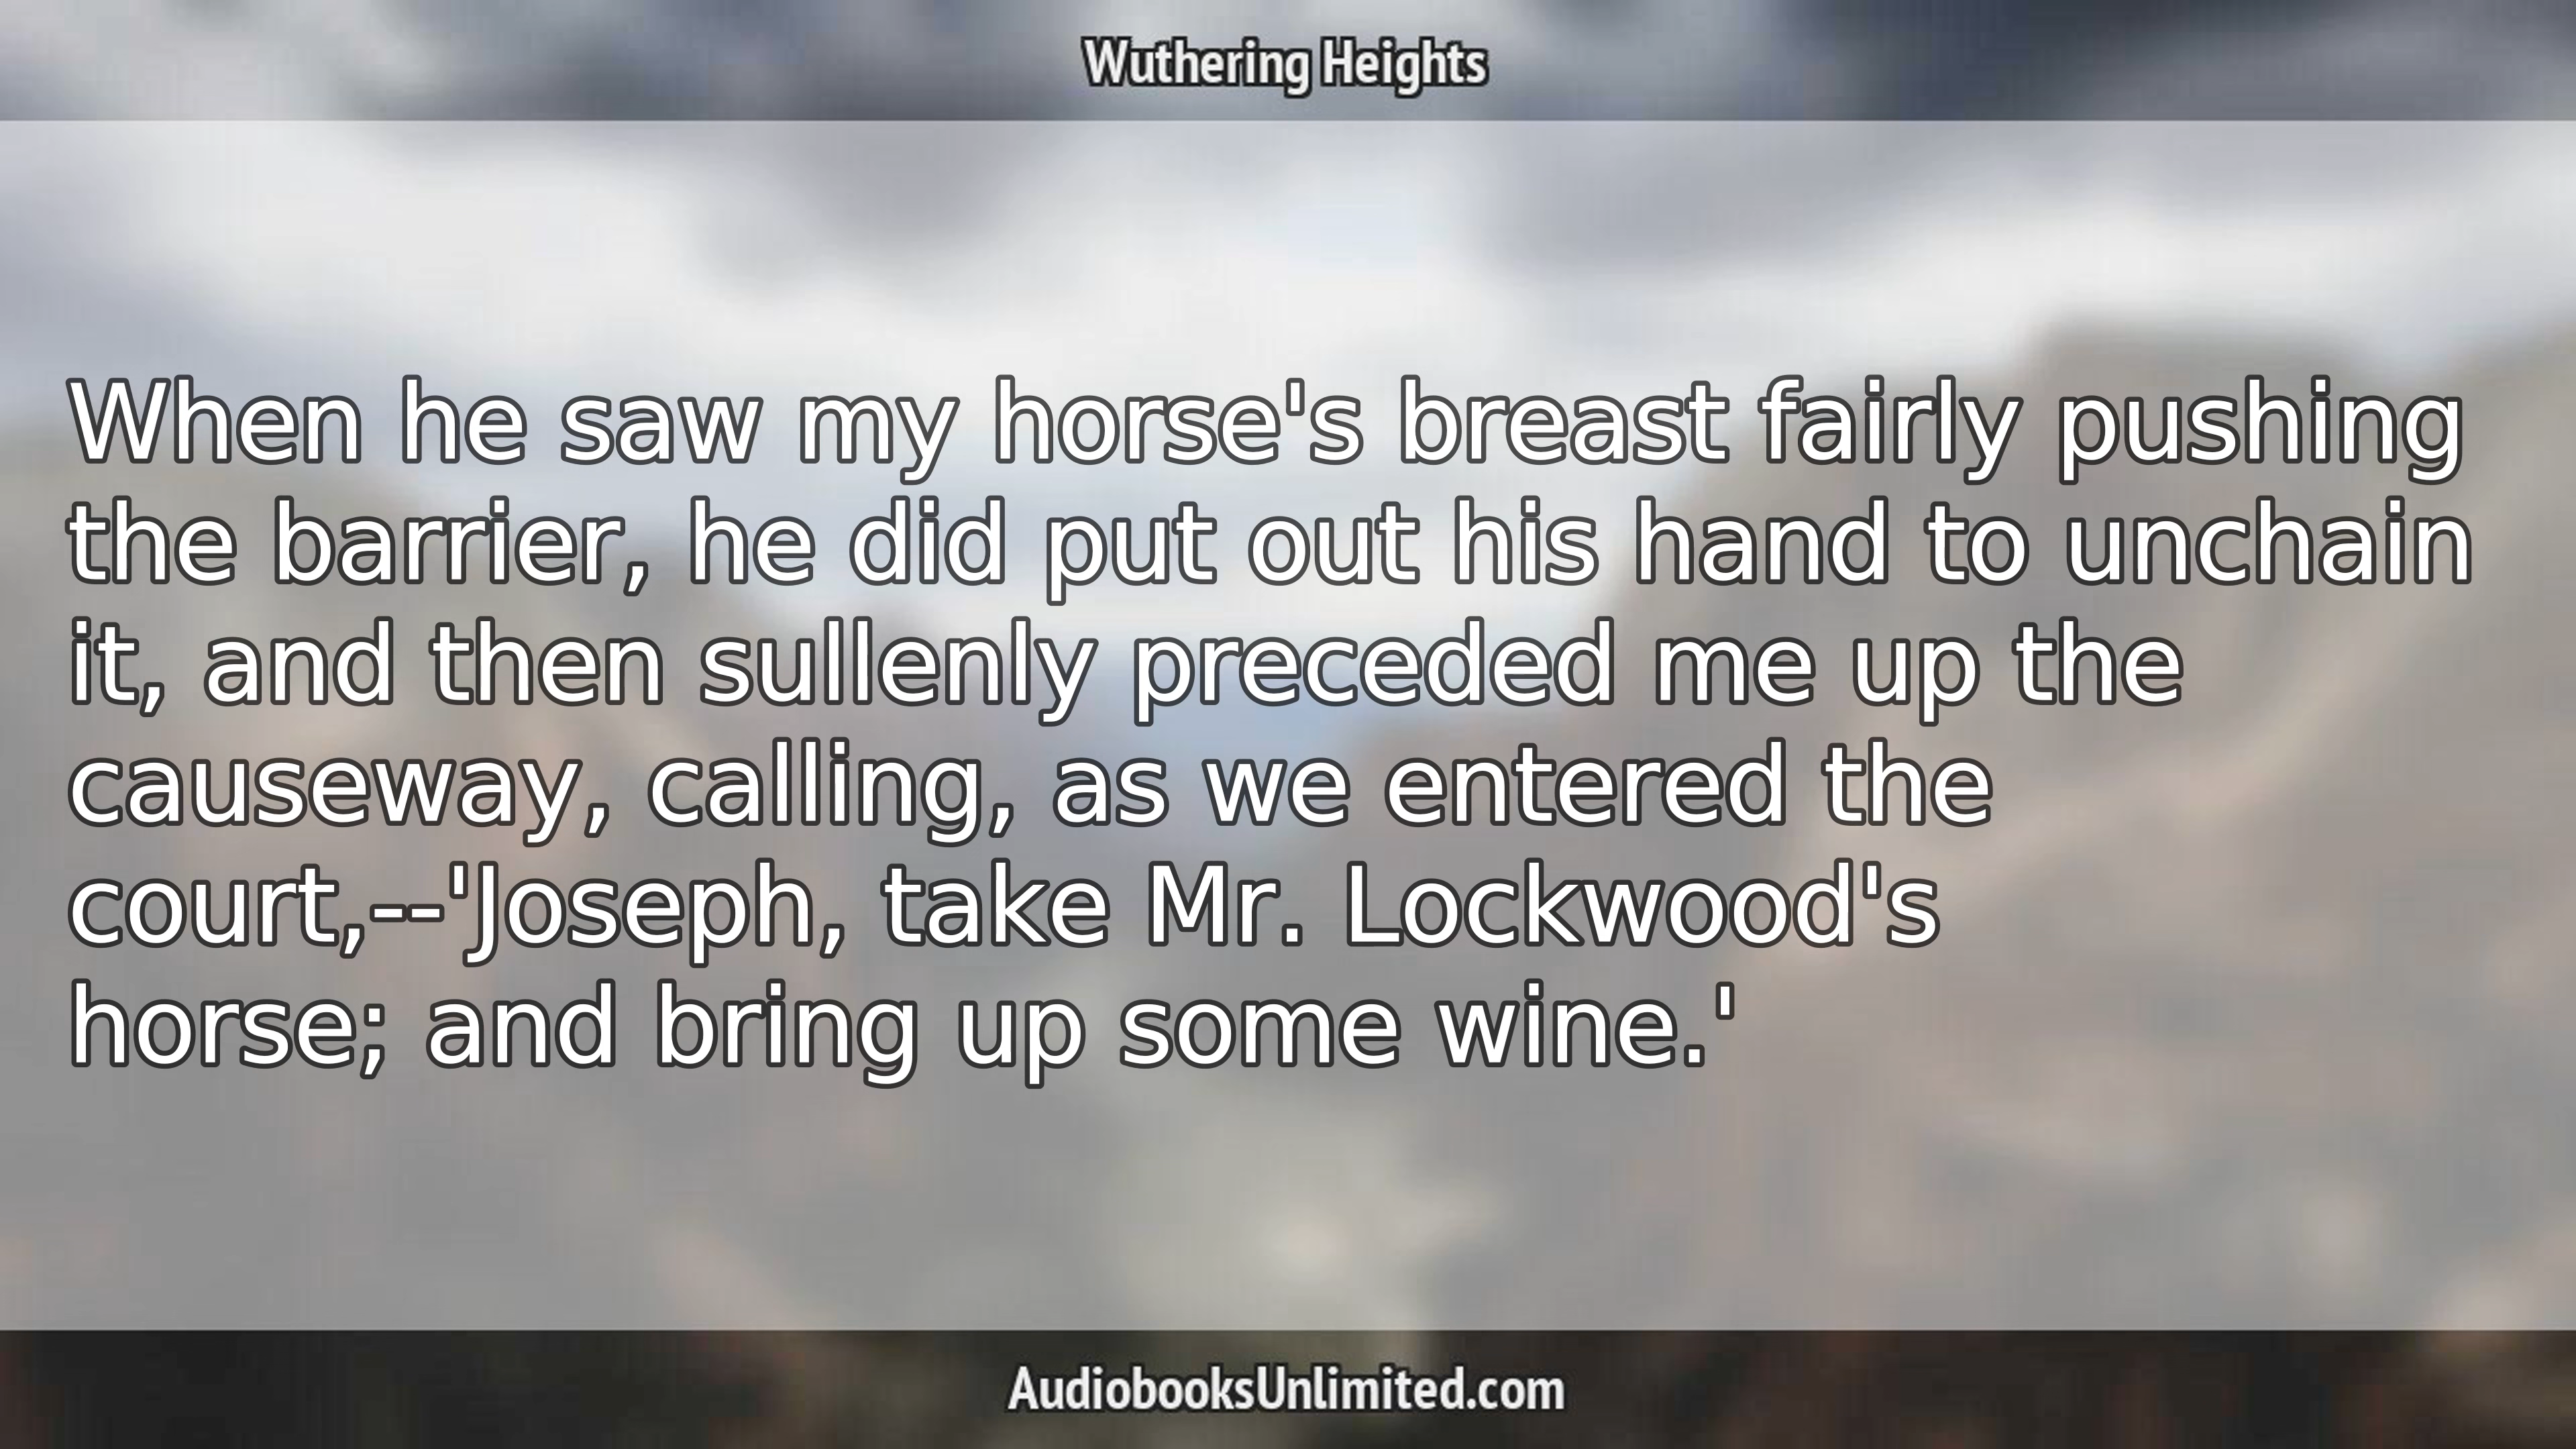 Wuthering Heights
When he saw my horse's breast fairly pushing
the barrier, he did put out his hand to unchain
it, and then sullenly preceded me up the
causeway, calling, as we entered the
court,--'Joseph, take Mr. Lockwood's
horse; and bring up some wine.'
AudiobooksUnlimited.com